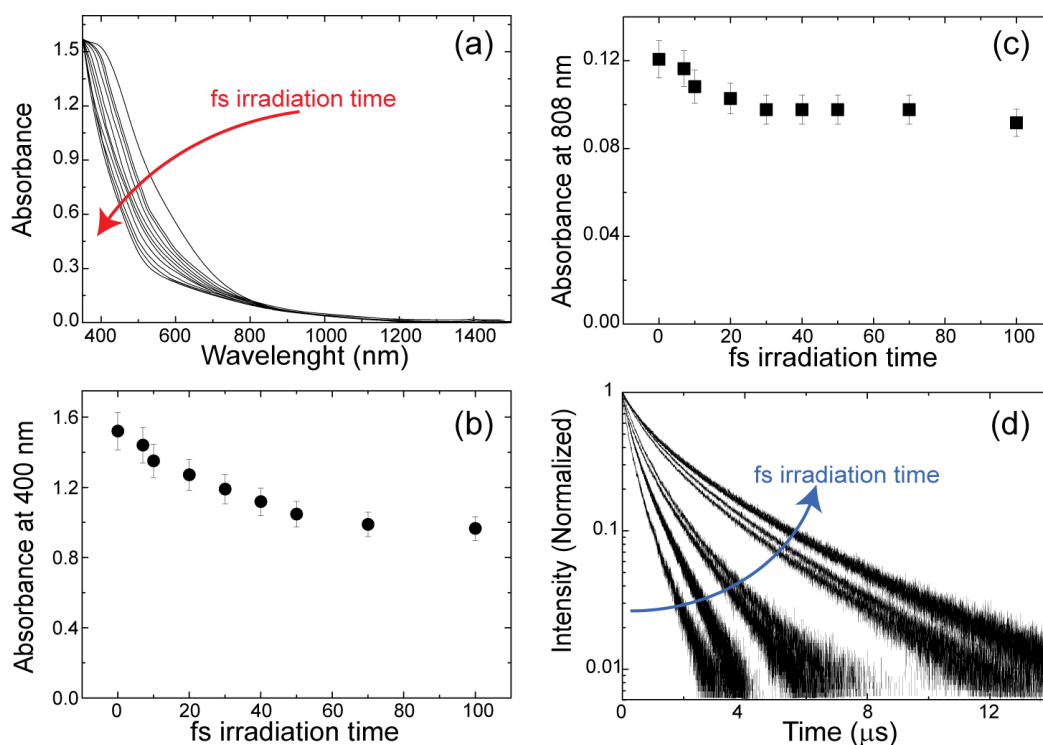 (a)
fs irradiation time
Absorbance
1.5
1.2
0.9
0.6
0.3
0.0
400 600 800 1000 1200 1400
Wavelenght (nm)
(c)
Absorbance at 808 nm
0.12
0.08
0.04
0.00
0 20 40 60 80 100
fs irradiation time
(b)
Absorbance at 400 nm
1.6
1.2
0.8
0.4
0.0
0 20 40 60 80 100
fs irradiation time
(d)
fs irradiation time
Intensity (Normalized)
1
0.1
0.01
0 4 8 12
Time (μs)